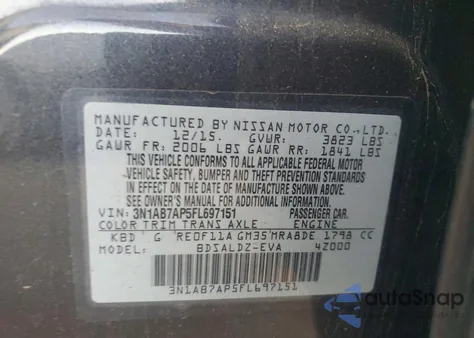 MANUFACTURED BY NISSAN MOTOR CO.,LTD.
DATE: 12/15. GVWR: 3823 LBS
GAWR FR: 2006 LBS GAWR RR: 1841 LBS
THIS VEHICLE CONFORMS TO ALL APPLICABLE FEDERAL MOTOR
VEHICLE SAFETY, BUMPER AND THEFT PREVENTION STANDARDS
IN EFFECT ON THE DATE OF MANUFACTURE SHOWN ABOVE.
SEE OWNER'S MANUAL FOR ADDITIONAL INFORMATION
VIN: 3N1AB7AP5FL697151 PASSENGER CAR.
COLOR TRIM TRANS AXLE ENGINE
KBD G RE0F11A GM35 MRA8DE 1798 CC
MODEL: BDSALDZ-EVA 4Z000
3N1AB7AP5FL697151
autoSnap